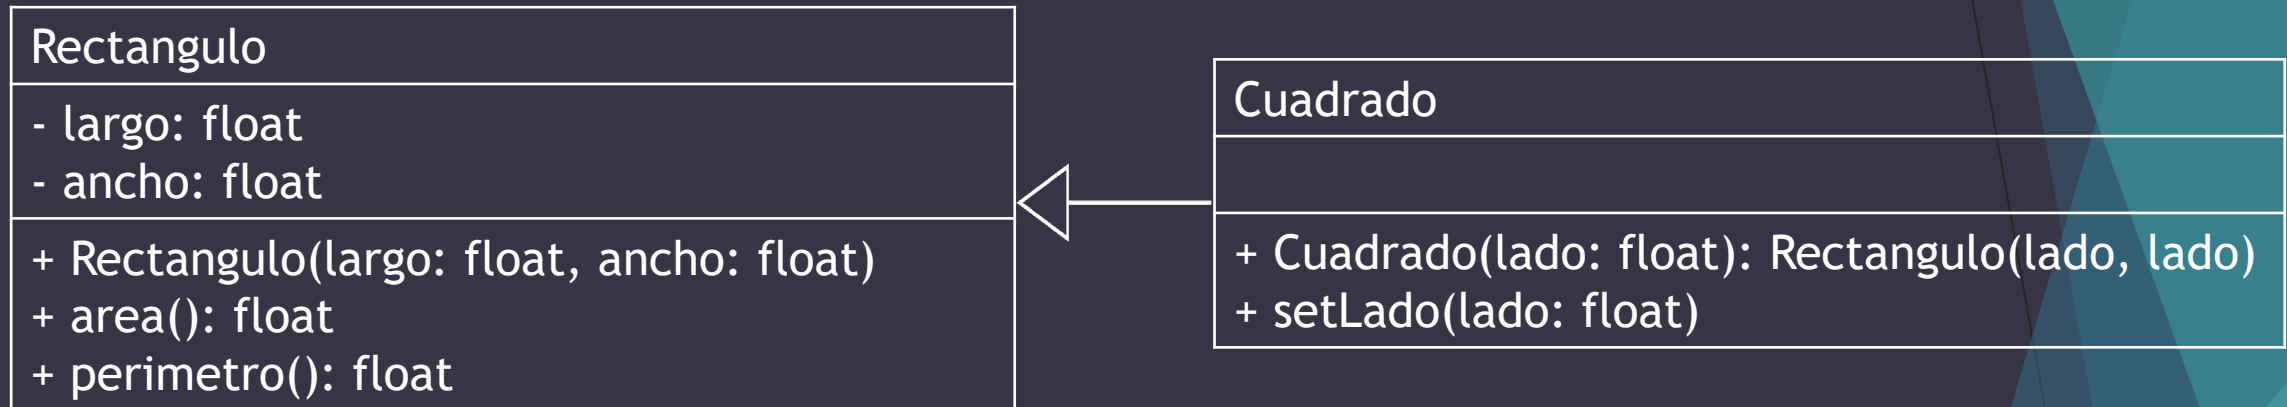 Rectangulo
- largo: float
- ancho: float
+ Rectangulo(largo: float, ancho: float)
+ area(): float
+ perimetro(): float
Cuadrado
+ Cuadrado(lado: float): Rectangulo(lado, lado)
+ setLado(lado: float)